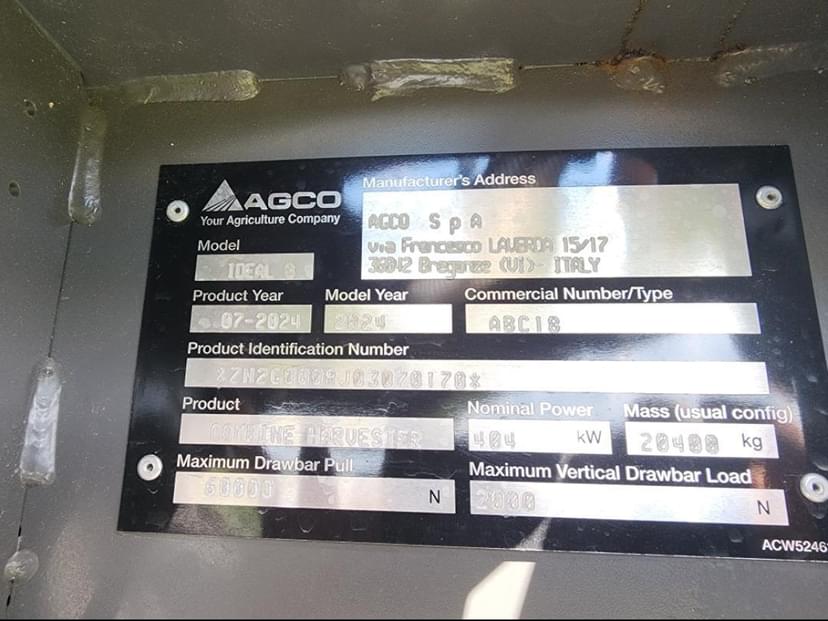 AGCO
Your Agriculture Company
Manufacturer's Address
AGCO S p A
via Francesco LAVERDA 15/17
36042 Breganze (Vi)- ITALY
Model
IDEAL 8
Product Year
07-2024
Model Year
2024
Commercial Number/Type
ABCI8
Product Identification Number
Product
COMBINE HARVESTER
Nominal Power
404 kW
Mass (usual config)
20400 kg
Maximum Drawbar Pull
60000 N
Maximum Vertical Drawbar Load
2000 N